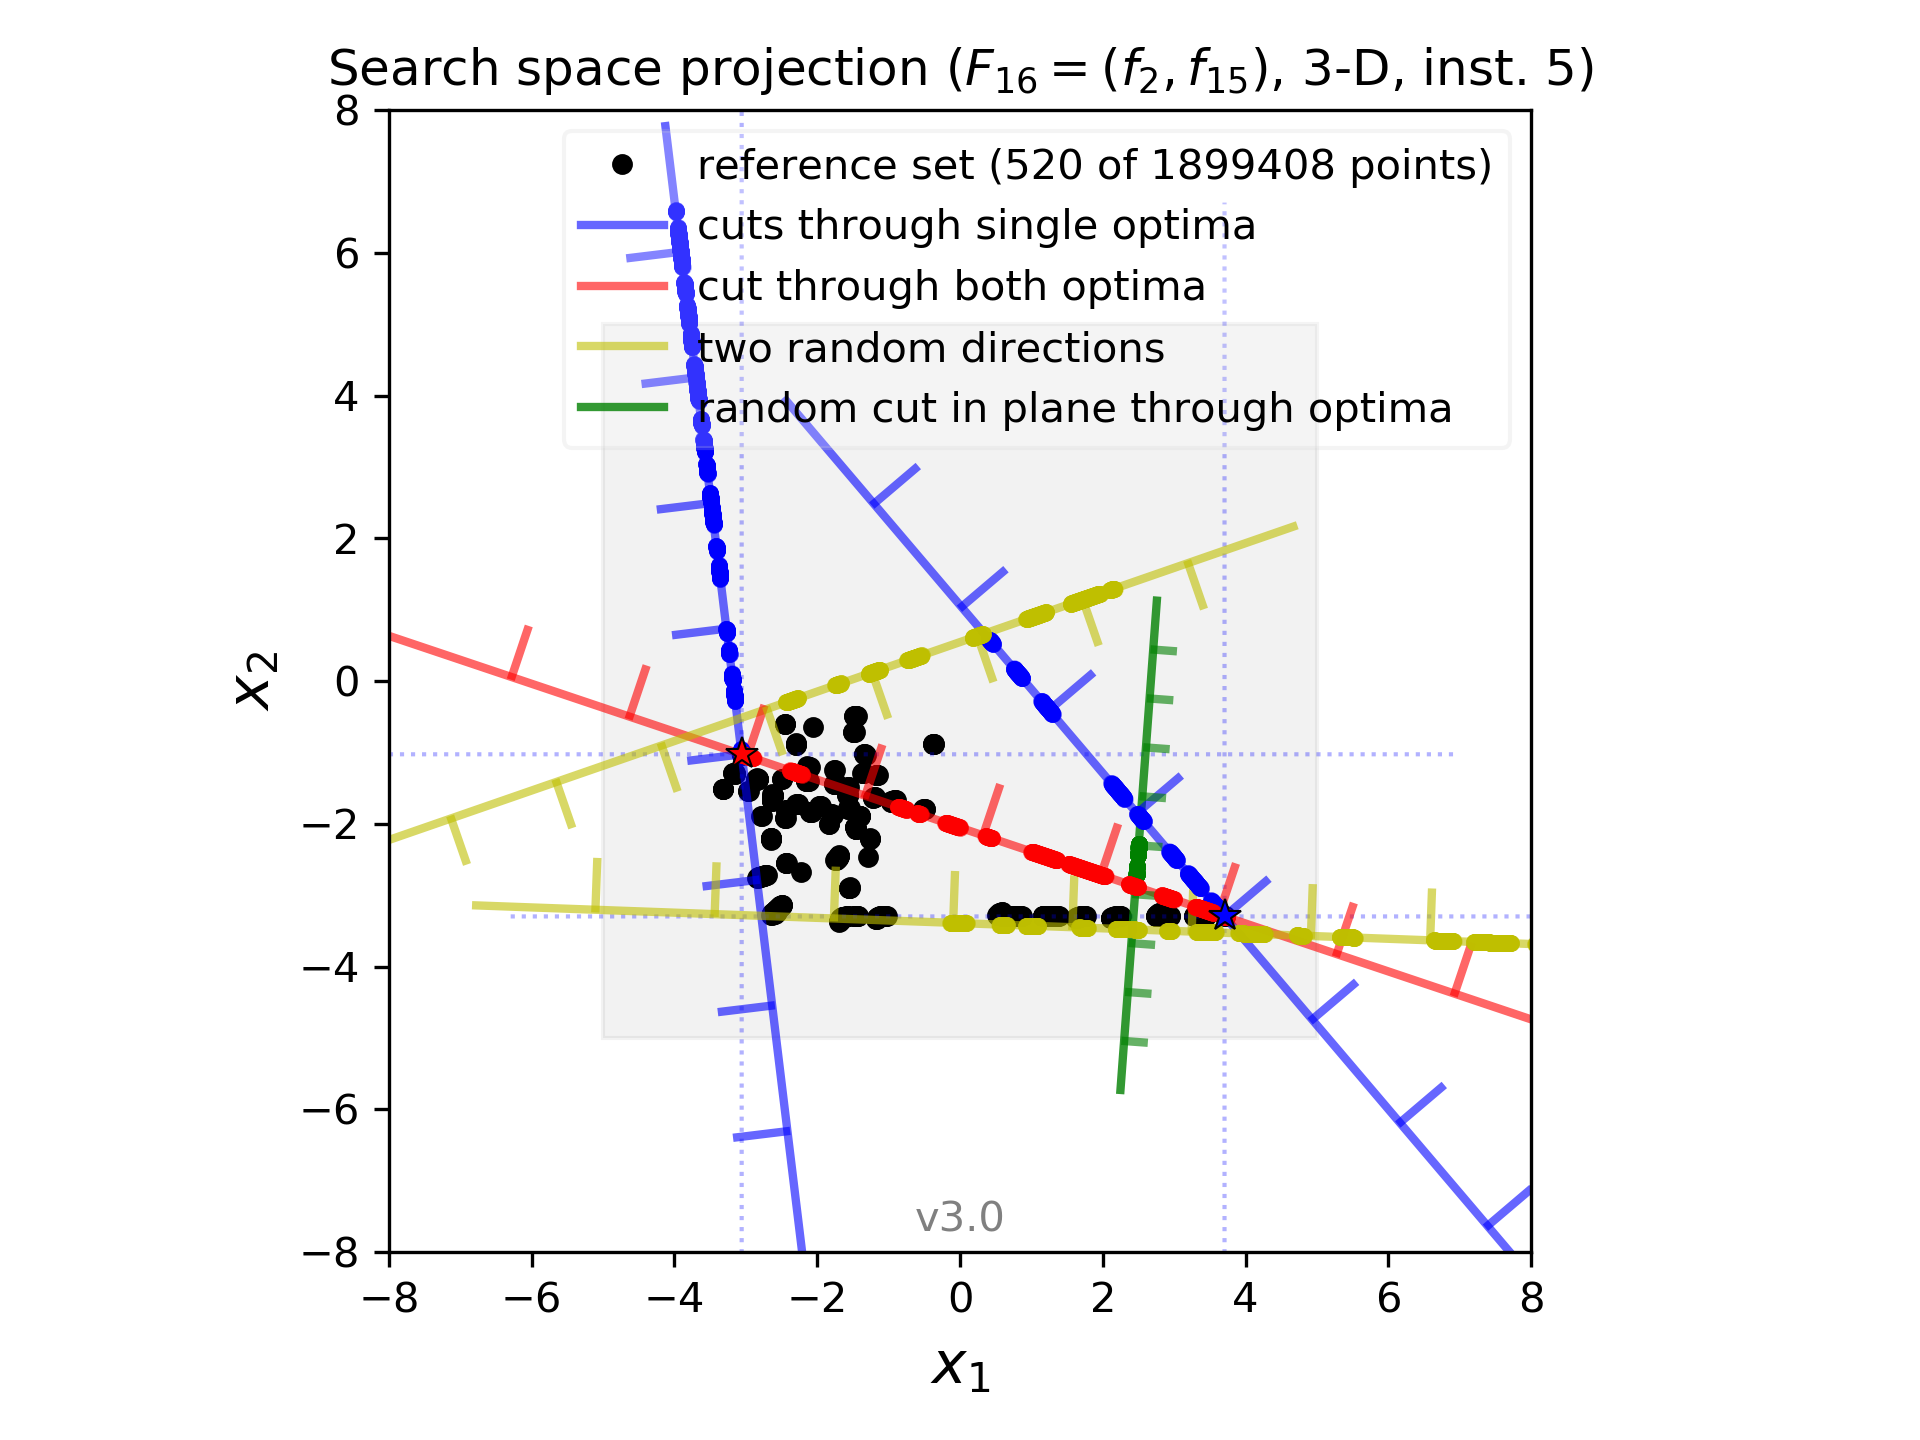 Search space projection (F₁₆ = (f₂, f₁₅), 3-D, inst. 5)
reference set (520 of 1899408 points)
cuts through single optima
cut through both optima
two random directions
random cut in plane through optima
8
6
4
2
0
−2
−4
−6
−8
x₂
v3.0
−8 −6 −4 −2 0 2 4 6 8
x₁